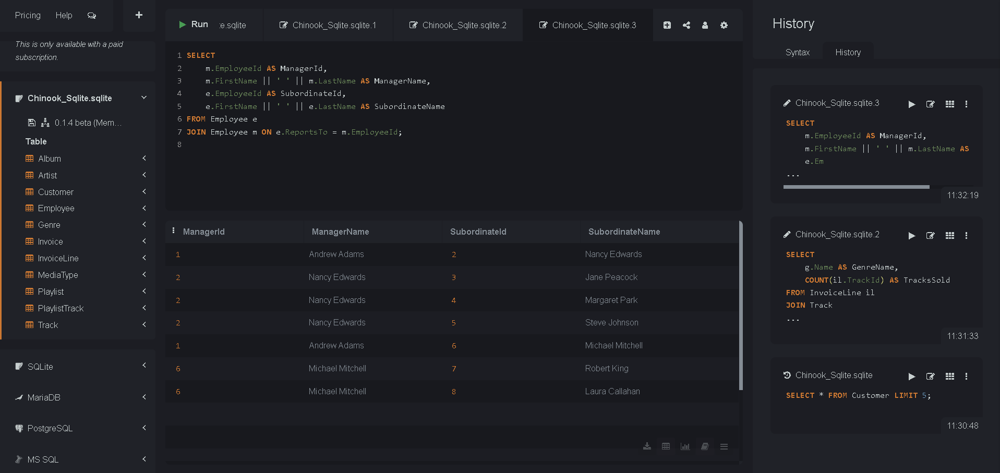 Pricing
Help
This is only available with a paid
subscription.
Chinook_Sqlite.sqlite
0.1.4 beta (Mem...
Table
Album
Artist
Customer
Employee
Genre
Invoice
InvoiceLine
MediaType
Playlist
PlaylistTrack
Track
SQLite
MariaDB
PostgreSQL
MS SQL
Run
.sqlite
Chinook_Sqlite.sqlite.1
Chinook_Sqlite.sqlite.2
Chinook_Sqlite.sqlite.3
1 SELECT
2 m.EmployeeId AS ManagerId,
3 m.FirstName || ' ' || m.LastName AS ManagerName,
4 e.EmployeeId AS SubordinateId,
5 e.FirstName || ' ' || e.LastName AS SubordinateName
6 FROM Employee e
7 JOIN Employee m ON e.ReportsTo = m.EmployeeId;
8
ManagerId ManagerName SubordinateId SubordinateName
1 Andrew Adams 2 Nancy Edwards
2 Nancy Edwards 3 Jane Peacock
2 Nancy Edwards 4 Margaret Park
2 Nancy Edwards 5 Steve Johnson
1 Andrew Adams 6 Michael Mitchell
6 Michael Mitchell 7 Robert King
6 Michael Mitchell 8 Laura Callahan
History
Syntax
History
Chinook_Sqlite.sqlite.3
SELECT
m.EmployeeId AS ManagerId,
m.FirstName || ' ' || m.LastName AS
e.Em
...
11:32:19
Chinook_Sqlite.sqlite.2
SELECT
g.Name AS GenreName,
COUNT(il.TrackId) AS TracksSold
FROM InvoiceLine il
JOIN Track
...
11:31:33
Chinook_Sqlite.sqlite
SELECT * FROM Customer LIMIT 5;
11:30:48